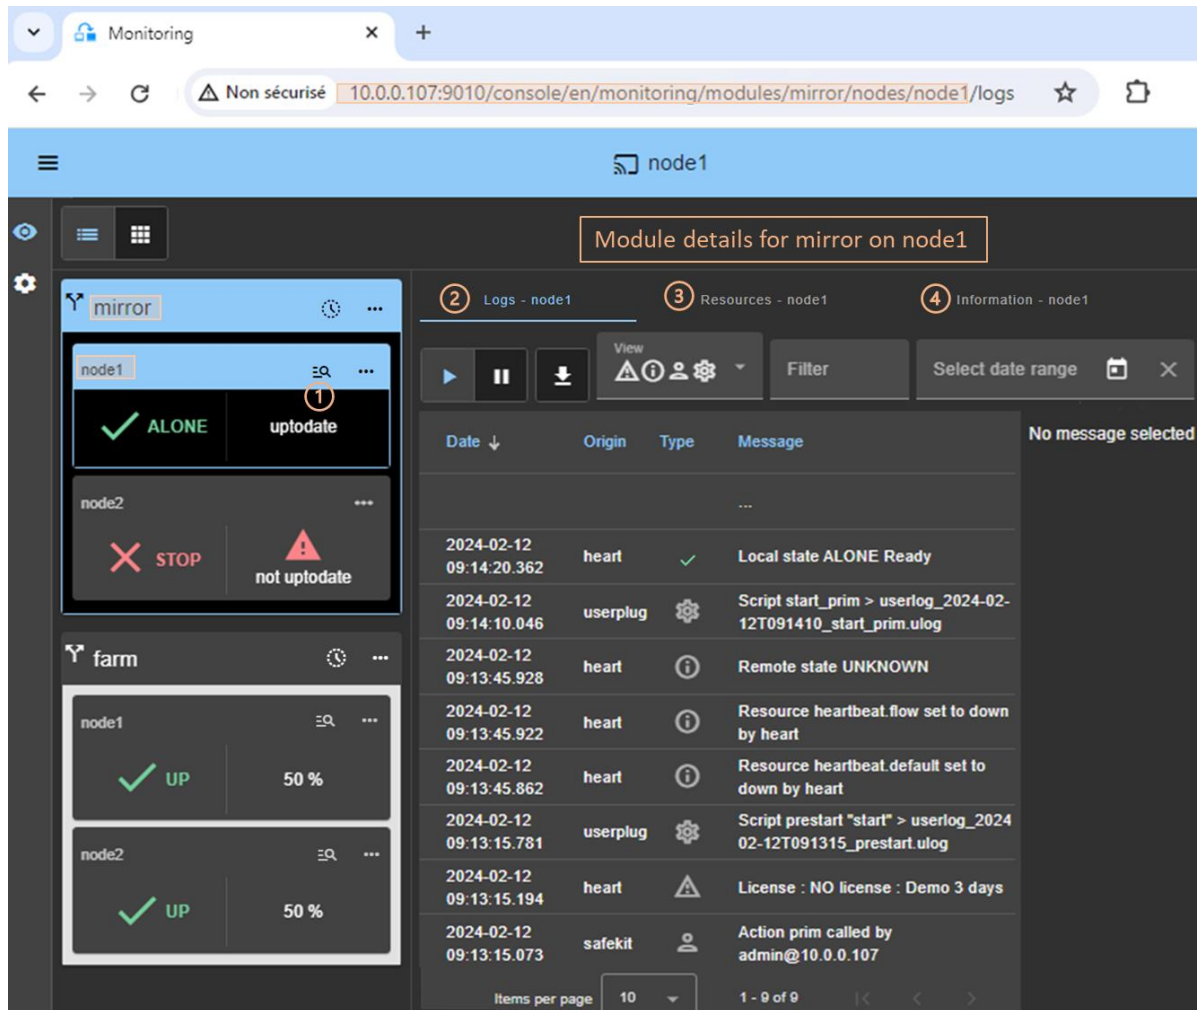 Monitoring
Non sécurisé 10.0.0.107:9010/console/en/monitoring/modules/mirror/nodes/node1/logs
node1
Module details for mirror on node1
mirror
node1
1
ALONE uptodate
node2
STOP not uptodate
farm
node1
UP 50 %
node2
UP 50 %
2 Logs - node1 3 Resources - node1 4 Information - node1
View
Filter Select date range
Date Origin Type Message
No message selected
...
2024-02-12
09:14:20.362 heart Local state ALONE Ready
2024-02-12
09:14:10.046 userplug Script start_prim > userlog_2024-02-
12T091410_start_prim.ulog
2024-02-12
09:13:45.928 heart Remote state UNKNOWN
2024-02-12
09:13:45.922 heart Resource heartbeat.flow set to down
by heart
2024-02-12
09:13:45.862 heart Resource heartbeat.default set to
down by heart
2024-02-12
09:13:15.781 userplug Script prestart "start" > userlog_2024
02-12T091315_prestart.ulog
2024-02-12
09:13:15.194 heart License : NO license : Demo 3 days
2024-02-12
09:13:15.073 safekit Action prim called by
admin@10.0.0.107
Items per page 10 1 - 9 of 9